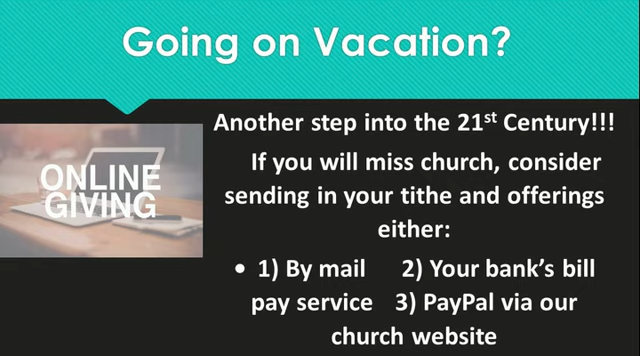 Going on Vacation?
ONLINE
GIVING
Another step into the 21st Century!!!
If you will miss church, consider
sending in your tithe and offerings
either:
• 1) By mail 2) Your bank's bill
pay service 3) PayPal via our
church website